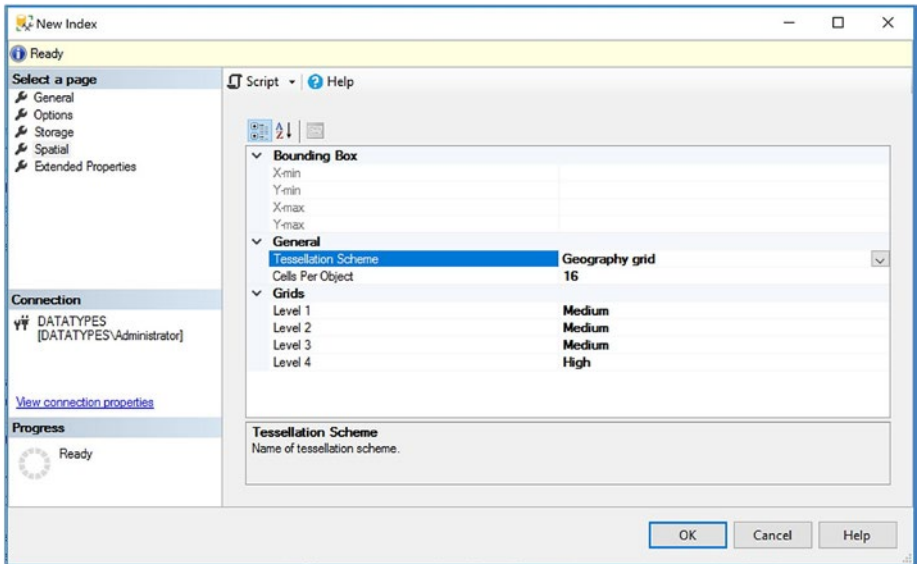 New Index
Ready
Select a page
General
Options
Storage
Spatial
Extended Properties
Connection
DATATYPES
[DATATYPES\Administrator]
View connection properties
Progress
Ready
Script Help
Bounding Box
X-min
Y-min
X-max
Y-max
General
Tessellation Scheme Geography grid
Cells Per Object 16
Grids
Level 1 Medium
Level 2 Medium
Level 3 Medium
Level 4 High
Tessellation Scheme
Name of tessellation scheme.
OK Cancel Help